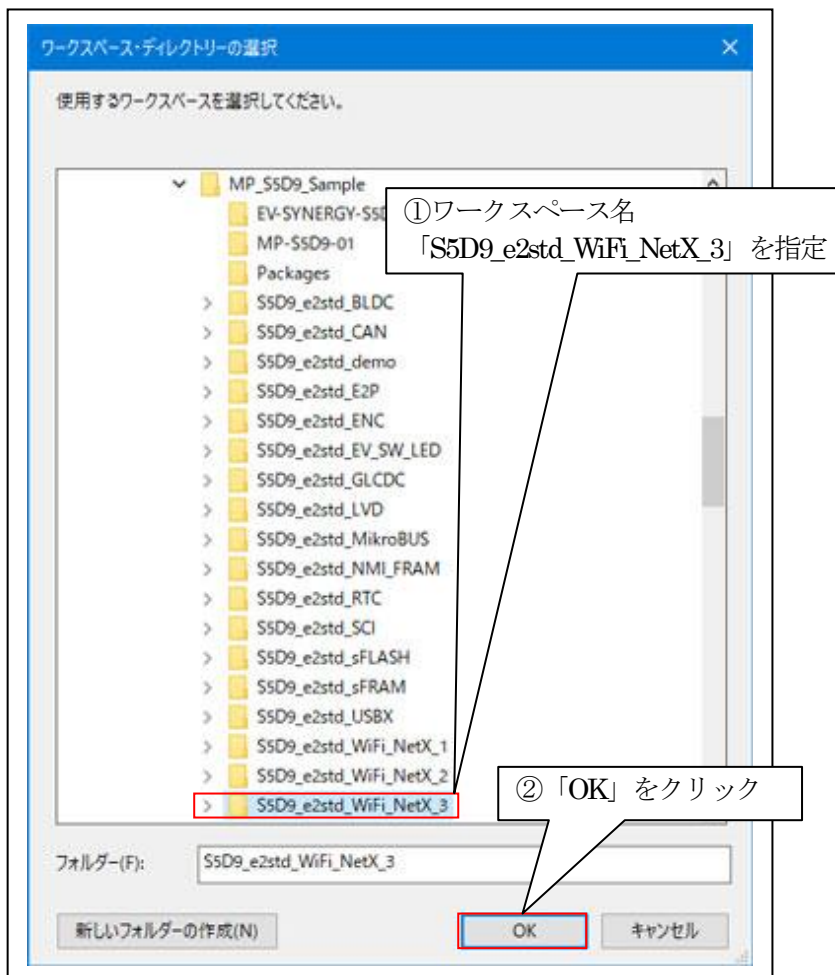 ワークスペース・ディレクトリーの選択
使用するワークスペースを選択してください。
MP_S5D9_Sample
EV-SYNERGY-S5D
①ワークスペース名
「S5D9_e2std_WiFi_NetX_3」を指定
MP-S5D9-01
Packages
S5D9_e2std_BLDC
S5D9_e2std_CAN
S5D9_e2std_demo
S5D9_e2std_E2P
S5D9_e2std_ENC
S5D9_e2std_EV_SW_LED
S5D9_e2std_GLCDC
S5D9_e2std_LVD
S5D9_e2std_MikroBUS
S5D9_e2std_NMI_FRAM
S5D9_e2std_RTC
S5D9_e2std_SCI
S5D9_e2std_sFLASH
S5D9_e2std_sFRAM
S5D9_e2std_USBX
S5D9_e2std_WiFi_NetX_1
S5D9_e2std_WiFi_NetX_2
S5D9_e2std_WiFi_NetX_3
②「OK」をクリック
フォルダー(F): S5D9_e2std_WiFi_NetX_3
新しいフォルダーの作成(N) OK キャンセル